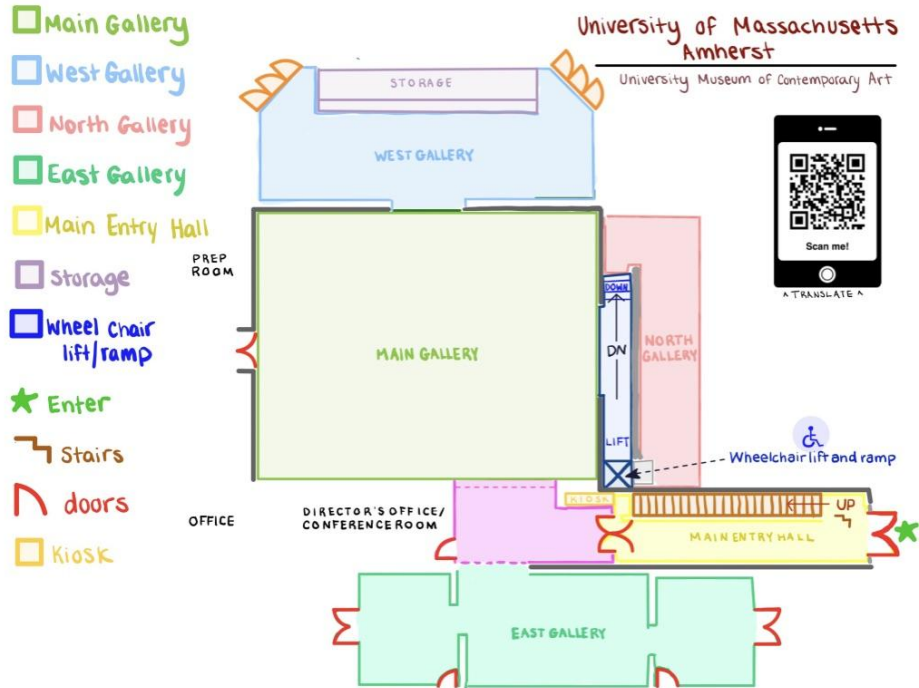 Main Gallery
West Gallery
North Gallery
East Gallery
Main Entry Hall
Storage
Wheel Chair
lift/ramp
Enter
Stairs
doors
Kiosk
University of Massachusetts
Amherst
University Museum of Contemporary Art
Scan me!
^ TRANSLATE ^
STORAGE
WEST GALLERY
PREP
ROOM
MAIN GALLERY
DOWN
DN
LIFT
NORTH
GALLERY
Wheelchair lift and ramp
OFFICE
DIRECTOR'S OFFICE/
CONFERENCE ROOM
KIOSK
UP
MAIN ENTRY HALL
EAST GALLERY